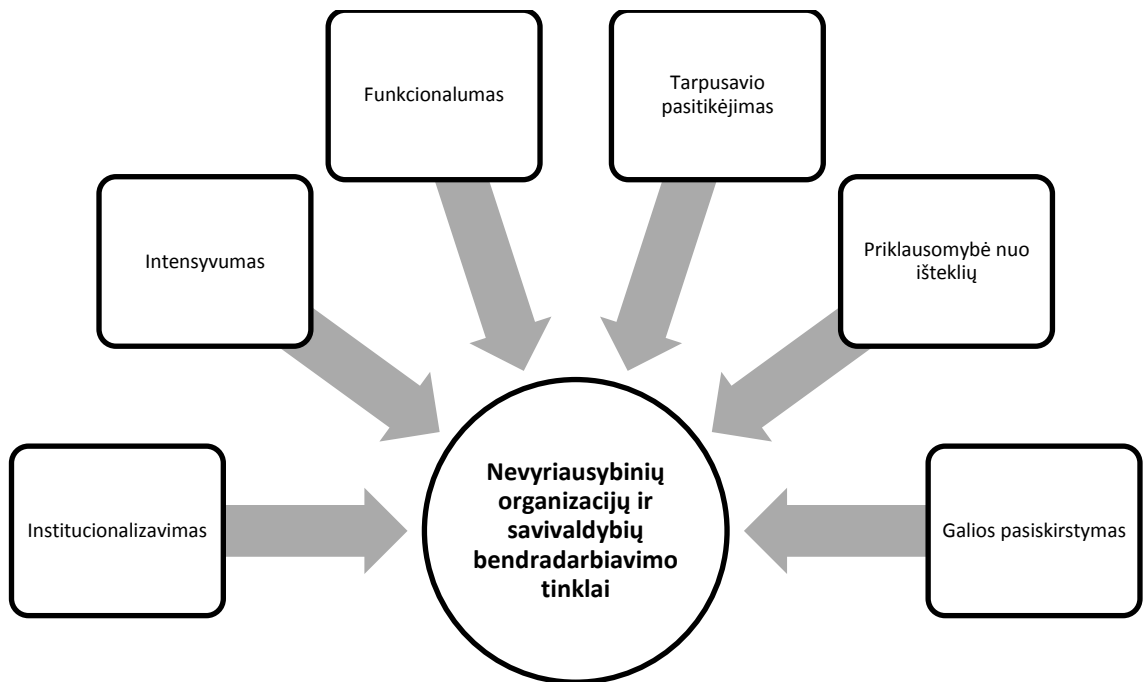 Funkcionalumas
Tarpusavio
pasitikėjimas
Intensyvumas
Priklausomybė nuo
išteklių
Institucionalizavimas
Nevyriausybinių
organizacijų ir
savivaldybių
bendradarbiavimo
tinklai
Galios pasiskirstymas